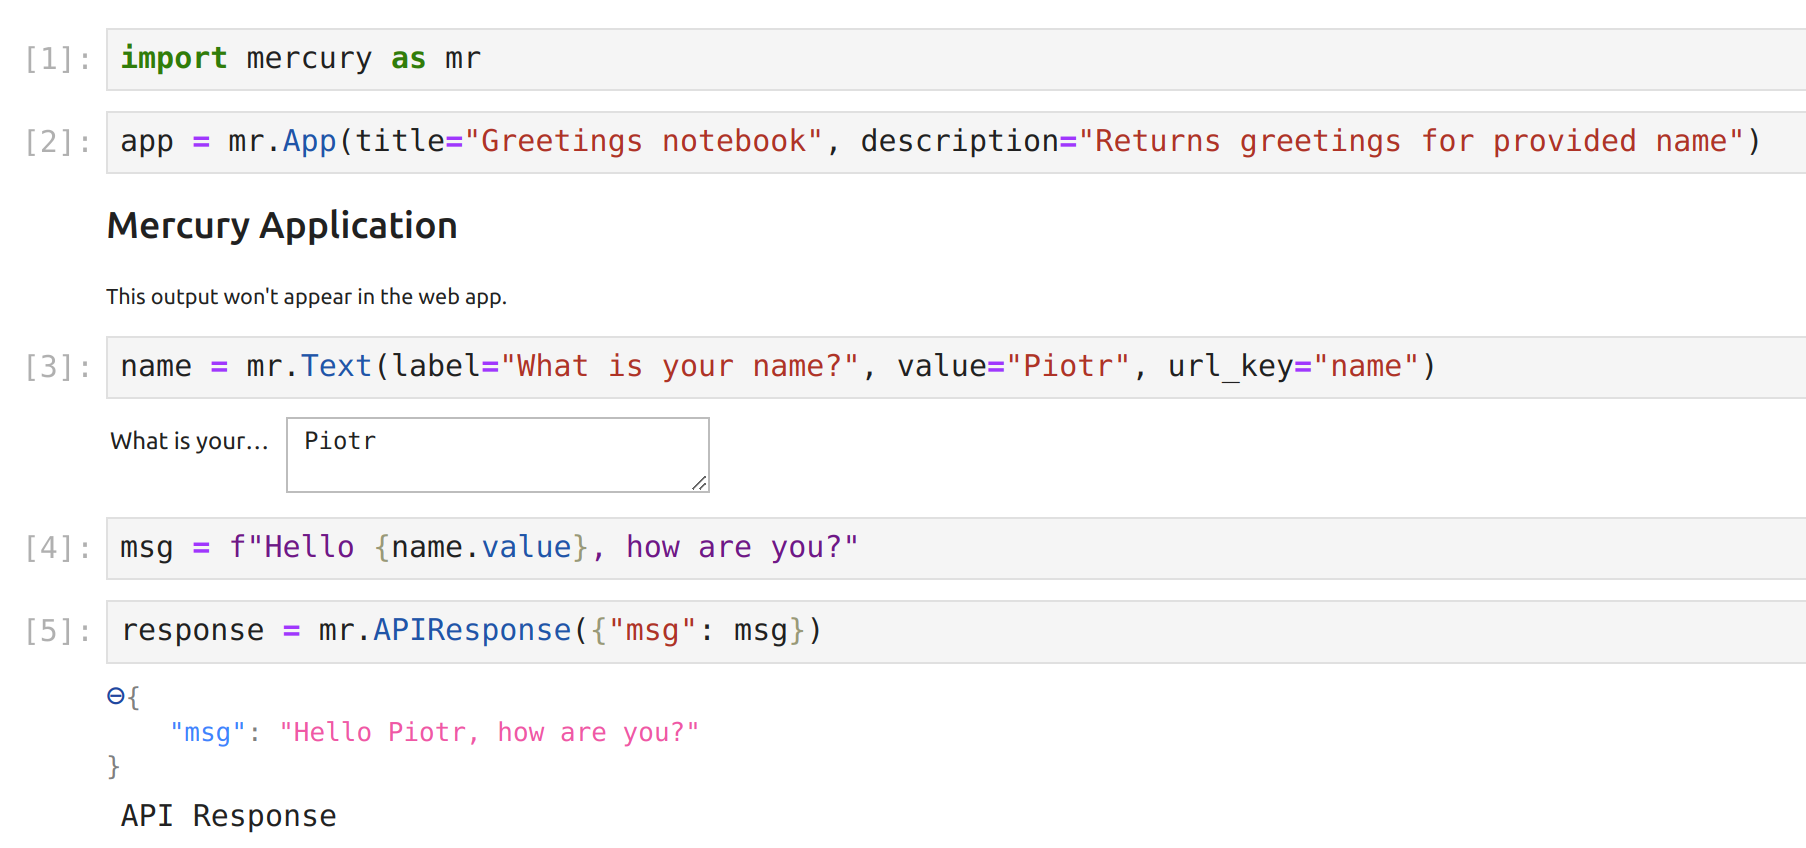 [1]: import mercury as mr
[2]: app = mr.App(title="Greetings notebook", description="Returns greetings for provided name")
Mercury Application
This output won't appear in the web app.
[3]: name = mr.Text(label="What is your name?", value="Piotr", url_key="name")
What is your… Piotr
[4]: msg = f"Hello {name.value}, how are you?"
[5]: response = mr.APIResponse({"msg": msg})
{
"msg": "Hello Piotr, how are you?"
}
API Response